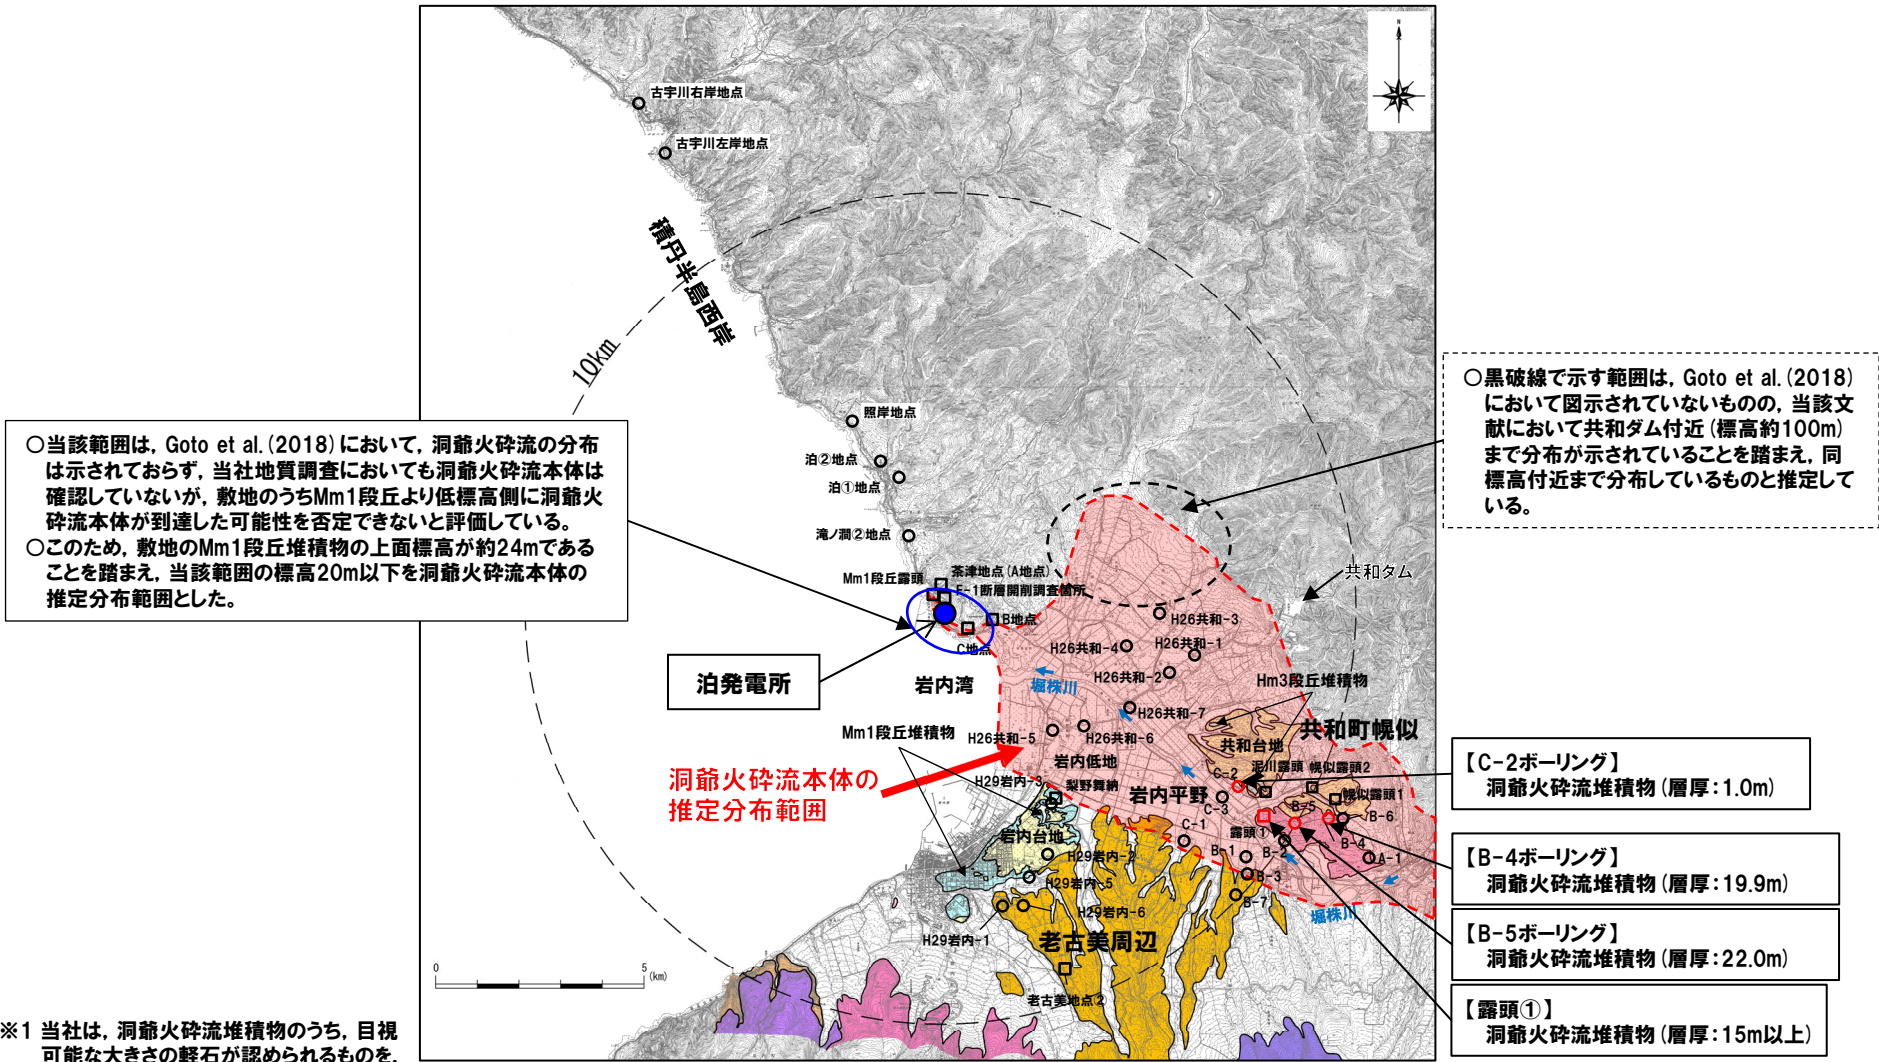 N
古宇川右岸地点
古宇川左岸地点
積丹半島西岸
10km
○黒破線で示す範囲は，Goto et al.(2018)
において図示されていないものの，当該文
献において共和ダム付近(標高約100m)
まで分布が示されていることを踏まえ，同
標高付近まで分布しているものと推定して
いる。
照岸地点
○当該範囲は，Goto et al.(2018)において，洞爺火砕流の分布
は示されておらず，当社地質調査においても洞爺火砕流本体は
確認していないが，敷地のうちMm1段丘より低標高側に洞爺火
砕流本体が到達した可能性を否定できないと評価している。
○このため，敷地のMm1段丘堆積物の上面標高が約24mである
ことを踏まえ，当該範囲の標高20m以下を洞爺火砕流本体の
推定分布範囲とした。
泊②地点
泊①地点
滝ノ澗②地点
茶津地点(A地点)
Mm1段丘露頭
F-1断層開削調査箇所
共和ダム
B地点
C地点
H26共和-3
H26共和-4
H26共和-1
H26共和-2
泊発電所
岩内湾
堀株川
Hm3段丘堆積物
H26共和-7
Mm1段丘堆積物
H26共和-5
H26共和-6
共和町幌似
共和台地
岩内低地
洞爺火砕流本体の
推定分布範囲
H29岩内-3
梨野舞納
岩内平野
C-2
泥川露頭
幌似露頭2
C-3
B-5
幌似露頭1
【C-2ボーリング】
洞爺火砕流堆積物(層厚：1.0m)
岩内台地
C-1
露頭①
B-6
B-4
B-1
B-2
A-1
H29岩内-2
H29岩内-5
B-3
B-7
【B-4ボーリング】
洞爺火砕流堆積物(層厚：19.9m)
H29岩内-6
堀株川
H29岩内-1
老古美周辺
【B-5ボーリング】
洞爺火砕流堆積物(層厚：22.0m)
0 5 (km)
老古美地点②
【露頭①】
洞爺火砕流堆積物(層厚：15m以上)
※1 当社は，洞爺火砕流堆積物のうち，目視
可能な大きさの軽石が認められるものを，